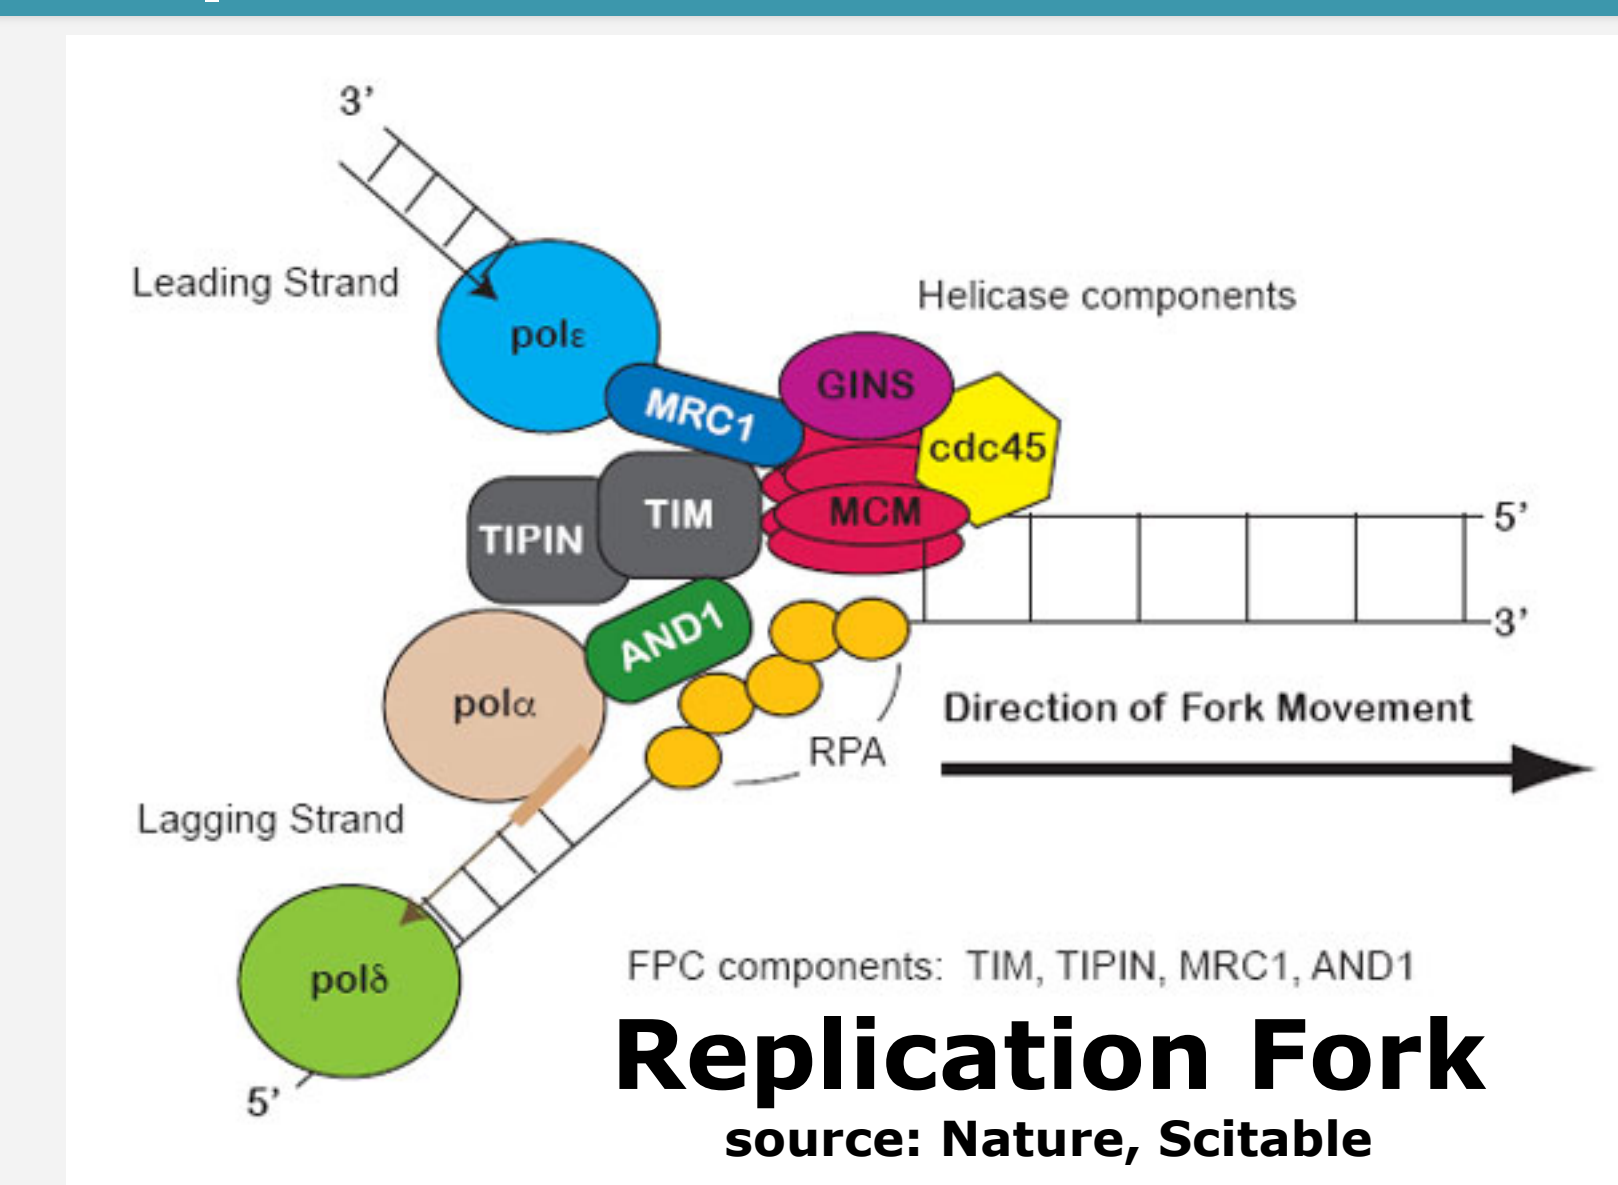 3’
Leading Strand
Helicase components
polε
GINS
MRC1
cdc45
TIM
MCM
TIPIN
5’
AND1
3’
polα
Direction of Fork Movement
RPA
Lagging Strand
polδ
FPC components: TIM, TIPIN, MRC1, AND1
Replication Fork
5’
source: Nature, Scitable